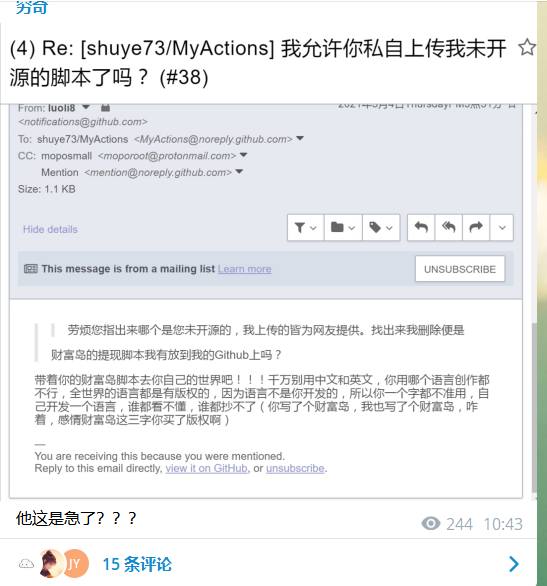 穷奇
(4) Re: [shuye73/MyActions] 我允许你私自上传我未开
源的脚本了吗？ (#38)
From: luoli8
2021年3月4日Thursday
<notifications@github.com>
To: shuye73/MyActions <MyActions@noreply.github.com>
CC: moposmall <moporoot@protonmail.com>
Mention <mention@noreply.github.com>
Size: 1.1 KB
Hide details
This message is from a mailing list Learn more
UNSUBSCRIBE
劳烦您指出来哪个是您未开源的，我上传的皆为网友提供。找出来我删除便是
财富岛的提现脚本我有放到我的Github上吗？
带着你的财富岛脚本去你自己的世界吧！！！千万别用中文和英文，你用哪个语言创作都
不行，全世界的语言都是有版权的，因为语言不是你开发的，所以你一个字都不准用，自
己开发一个语言，谁都看不懂，谁都抄不了（你写了个财富岛，我也写了个财富岛，咋
着，感情财富岛这三字你买了版权啊）
—
You are receiving this because you were mentioned.
Reply to this email directly, view it on GitHub, or unsubscribe.
他这是急了？？？
244 10:43
JY
15 条评论